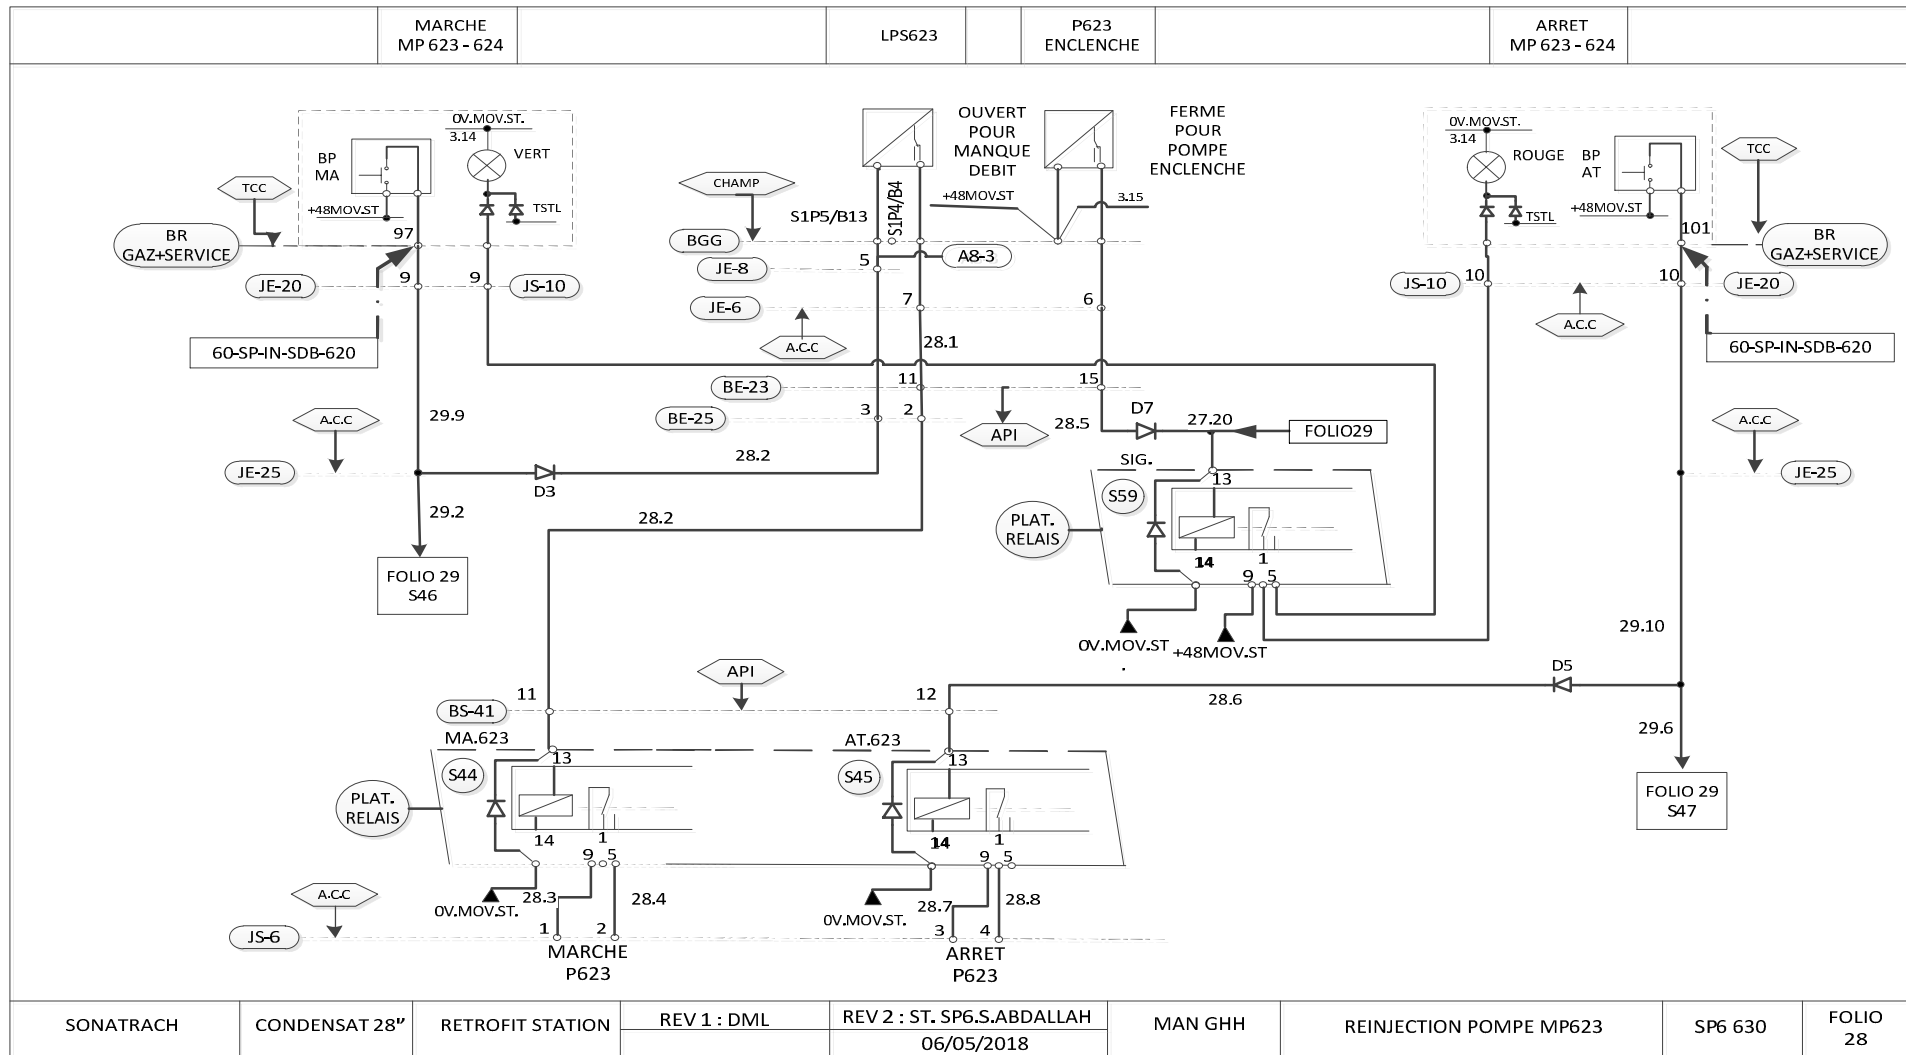 MARCHE
MP 623 - 624
LPS623
P623
ENCLENCHE
ARRET
MP 623 - 624
0V.MOV.ST.
3.14
BP
MA
VERT
TCC
+48MOV.ST
TSTL
97
BR
GAZ+SERVICE
JE-20
9
9
JS-10
60-SP-IN-SDB-620
OUVERT
POUR
MANQUE
DEBIT
FERME
POUR
POMPE
ENCLENCHE
CHAMP
+48MOV.ST
3.15
S1P5/B13
S1P4/B4
BGG
A8-3
JE-8
5
JE-6
7
6
A.C.C
28.1
BE-23
11
15
BE-25
3
2
API
28.5
D7
27.20
FOLIO29
0V.MOV.ST.
3.14
ROUGE
BP
AT
TCC
TSTL
+48MOV.ST
101
BR
GAZ+SERVICE
JS-10
10
10
JE-20
A.C.C
60-SP-IN-SDB-620
A.C.C
29.9
JE-25
28.2
D3
29.2
28.2
FOLIO 29
S46
SIG.
13
S59
PLAT.
RELAIS
14
1
9
5
0V.MOV.ST
.
+48MOV.ST
A.C.C
JE-25
29.10
D5
28.6
29.6
FOLIO 29
S47
API
11
12
BS-41
MA.623
13
S44
PLAT.
RELAIS
14
1
9
5
0V.MOV.ST.
28.3
28.4
AT.623
13
S45
14
1
9
5
0V.MOV.ST.
28.7
28.8
A.C.C
JS-6
1
2
3
4
MARCHE
P623
ARRET
P623
SONATRACH
CONDENSAT 28"
RETROFIT STATION
REV 1 : DML
REV 2 : ST. SP6.S.ABDALLAH
06/05/2018
MAN GHH
REINJECTION POMPE MP623
SP6 630
FOLIO
28